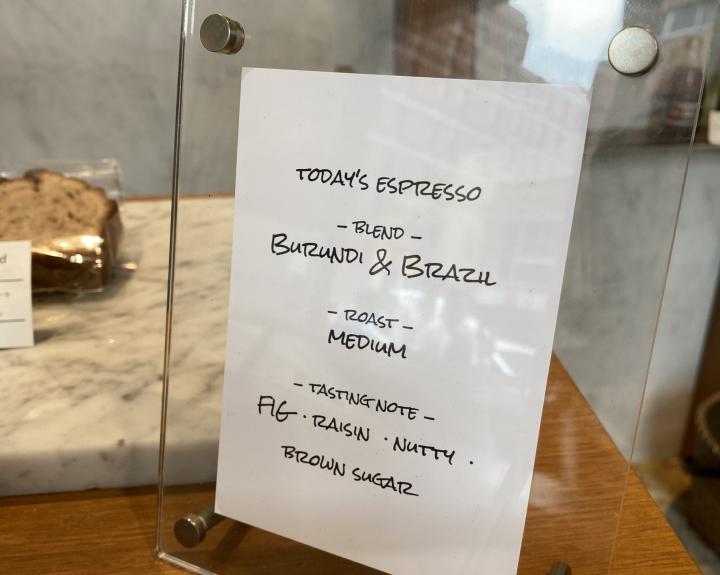 TODAY'S ESPRESSO
- BLEND -
BURUNDI & BRAZIL
- ROAST -
MEDIUM
- TASTING NOTE -
FIG · RAISIN · NUTTY ·
BROWN SUGAR